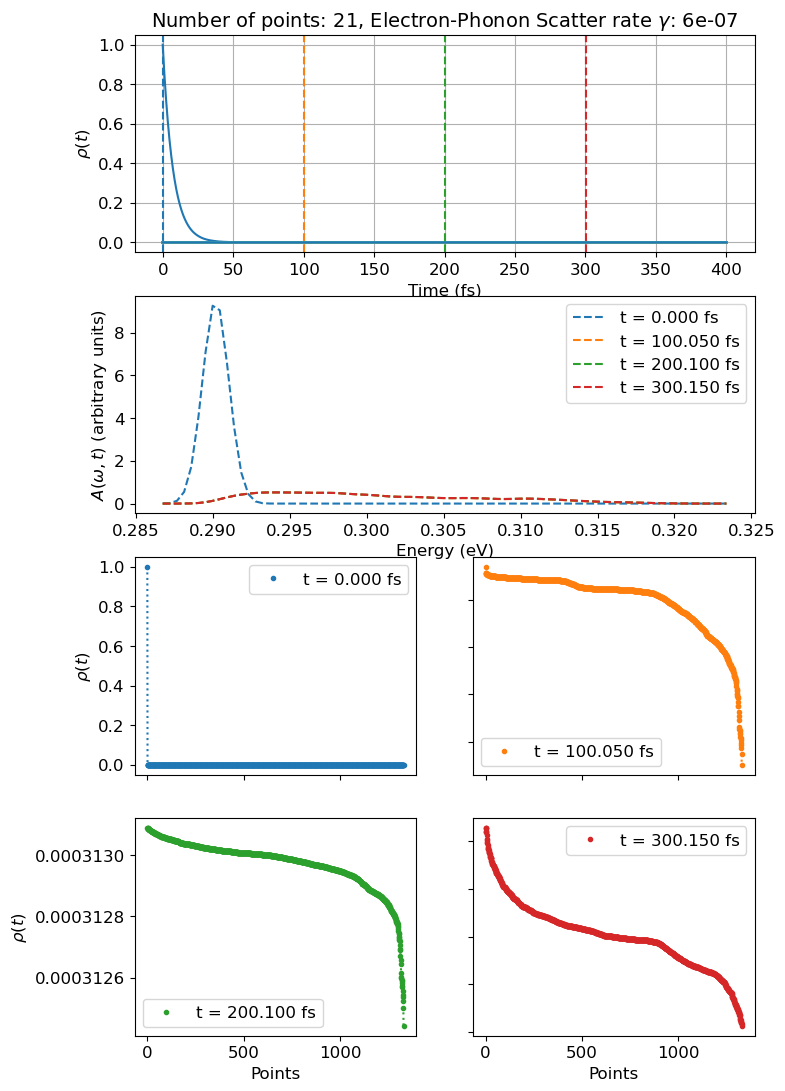 Number of points: 21, Electron-Phonon Scatter rate γ: 6e-07
1.0
0.8
0.6
0.4
0.2
0.0
ρ(t)
0 50 100 150 200 250 300 350 400
Time (fs)
8
6
4
2
0
A(ω, t) (arbitrary units)
t = 0.000 fs
t = 100.050 fs
t = 200.100 fs
t = 300.150 fs
0.285 0.290 0.295 0.300 0.305 0.310 0.315 0.320 0.325
Energy (eV)
1.0
0.8
0.6
0.4
0.2
0.0
ρ(t)
t = 0.000 fs
t = 100.050 fs
0.0003130
0.0003128
0.0003126
ρ(t)
t = 200.100 fs
0 500 1000
Points
t = 300.150 fs
0 500 1000
Points